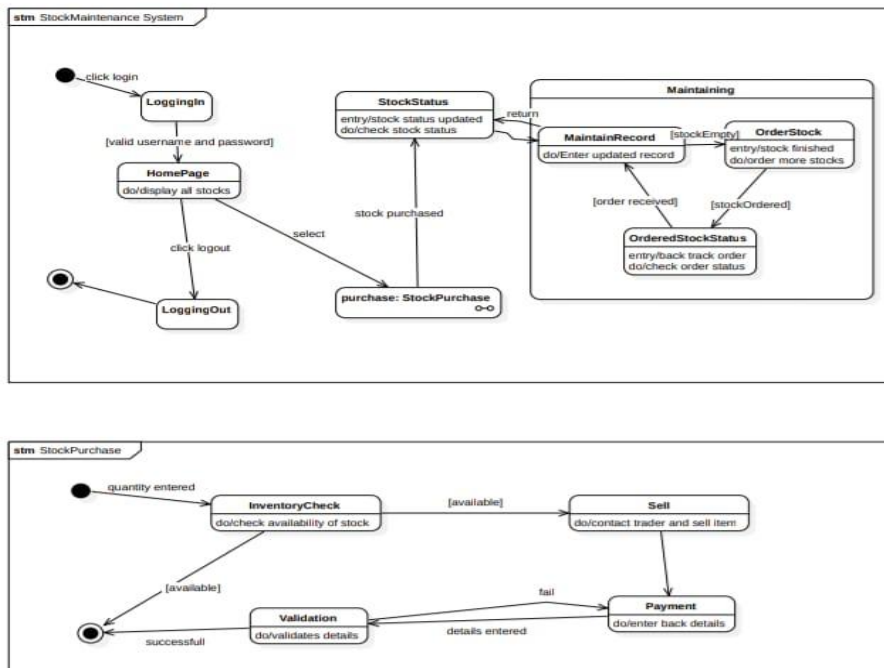 stm StockMaintenance System
click login
LoggingIn
[valid username and password]
HomePage
do/display all stocks
click logout
select
LoggingOut
StockStatus
entry/stock status updated
do/check stock status
stock purchased
purchase: StockPurchase
return
Maintaining
MaintainRecord
do/Enter updated record
[stockEmpty]
OrderStock
entry/stock finished
do/order more stocks
[order received]
[stockOrdered]
OrderedStockStatus
entry/back track order
do/check order status
stm StockPurchase
quantity entered
InventoryCheck
do/check availability of stock
[available]
Sell
do/contact trader and sell item
[available]
fail
Payment
do/enter back details
details entered
Validation
do/validates details
successfull